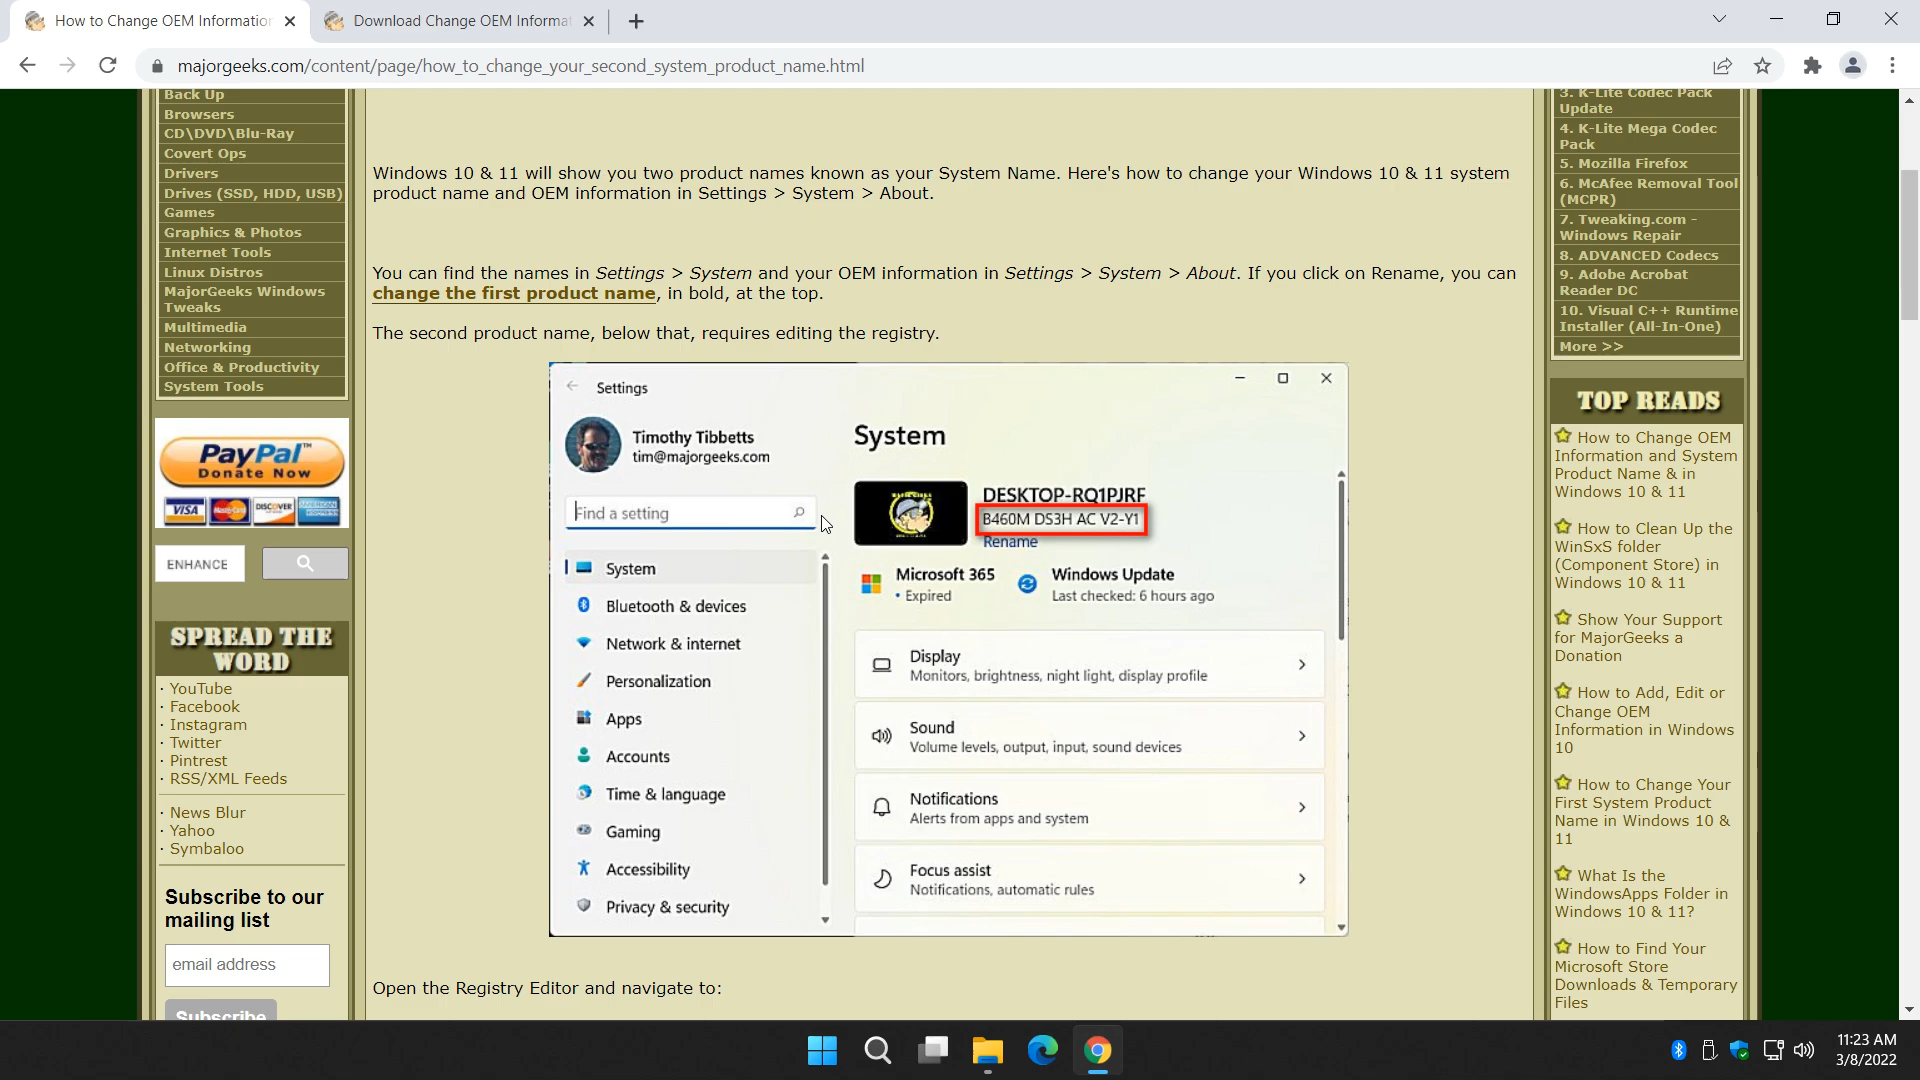 How to Change OEM Information
Download Change OEM Informat
majorgeeks.com/content/page/how_to_change_your_second_system_product_name.html
Back Up
Browsers
CD\DVD\Blu-Ray
Covert Ops
Drivers
Drives (SSD, HDD, USB)
Games
Graphics & Photos
Internet Tools
Linux Distros
MajorGeeks Windows
Tweaks
Multimedia
Networking
Office & Productivity
System Tools
PayPal™
Donate Now
VISA MasterCard DISCOVER AMERICAN EXPRESS
ENHANCE
SPREAD THE
WORD
· YouTube
· Facebook
· Instagram
· Twitter
· Pintrest
· RSS/XML Feeds
· News Blur
· Yahoo
· Symbaloo
Subscribe to our
mailing list
email address
Subscribe
Windows 10 & 11 will show you two product names known as your System Name. Here's how to change your Windows 10 & 11 system
product name and OEM information in Settings > System > About.
You can find the names in Settings > System and your OEM information in Settings > System > About. If you click on Rename, you can
change the first product name, in bold, at the top.
The second product name, below that, requires editing the registry.
Settings
Timothy Tibbetts
tim@majorgeeks.com
Find a setting
System
Bluetooth & devices
Network & internet
Personalization
Apps
Accounts
Time & language
Gaming
Accessibility
Privacy & security
System
DESKTOP-RQ1PJRF
B460M DS3H AC V2-Y1
Rename
Microsoft 365
• Expired
Windows Update
Last checked: 6 hours ago
Display
Monitors, brightness, night light, display profile
Sound
Volume levels, output, input, sound devices
Notifications
Alerts from apps and system
Focus assist
Notifications, automatic rules
Open the Registry Editor and navigate to:
3. K-Lite Codec Pack
Update
4. K-Lite Mega Codec
Pack
5. Mozilla Firefox
6. McAfee Removal Tool
(MCPR)
7. Tweaking.com -
Windows Repair
8. ADVANCED Codecs
9. Adobe Acrobat
Reader DC
10. Visual C++ Runtime
Installer (All-In-One)
More >>
TOP READS
How to Change OEM
Information and System
Product Name & in
Windows 10 & 11
How to Clean Up the
WinSxS folder
(Component Store) in
Windows 10 & 11
Show Your Support
for MajorGeeks a
Donation
How to Add, Edit or
Change OEM
Information in Windows
10
How to Change Your
First System Product
Name in Windows 10 &
11
What Is the
WindowsApps Folder in
Windows 10 & 11?
How to Find Your
Microsoft Store
Downloads & Temporary
Files
11:23 AM
3/8/2022